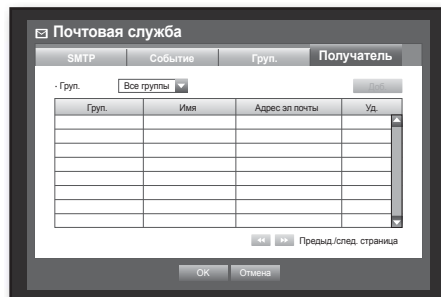 Почтовая служба
SMTP Событие Груп. Получатель
- Груп. Все группы Доб.
Груп. Имя Адрес эл почты Уд.
Предыд./след. страница
OK Отмена